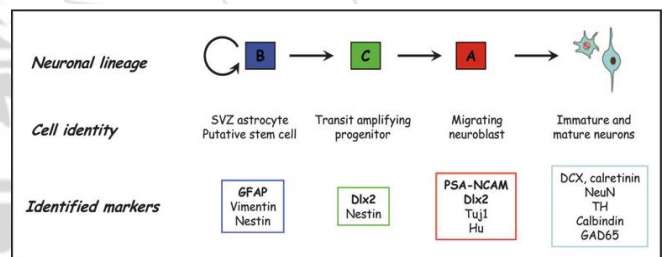 Neuronal lineage
B
C
A
Cell identity
SVZ astrocyte
Putative stem cell
Transit amplifying
progenitor
Migrating
neuroblast
Immature and
mature neurons
Identified markers
GFAP
Vimentin
Nestin
Dlx2
Nestin
PSA-NCAM
Dlx2
Tuj1
Hu
DCX, calretinin
NeuN
TH
Calbindin
GAD65